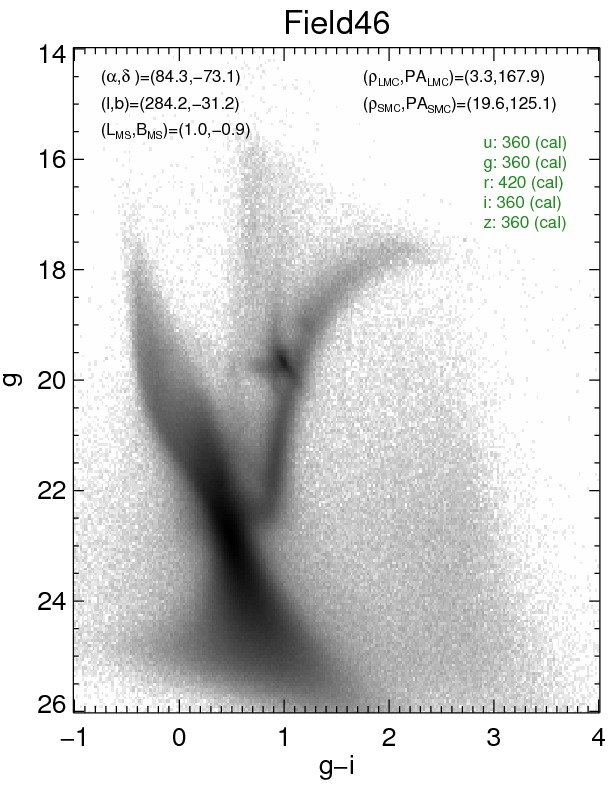 Field46
(α,δ)=(84.3,−73.1)
(ρLMC,PALMC)=(3.3,167.9)
(l,b)=(284.2,−31.2)
(ρSMC,PASMC)=(19.6,125.1)
(LMS,BMS)=(1.0,−0.9)
u: 360 (cal)
g: 360 (cal)
r: 420 (cal)
i: 360 (cal)
z: 360 (cal)
14
16
18
20
22
24
26
g
−1 0 1 2 3 4
g−i